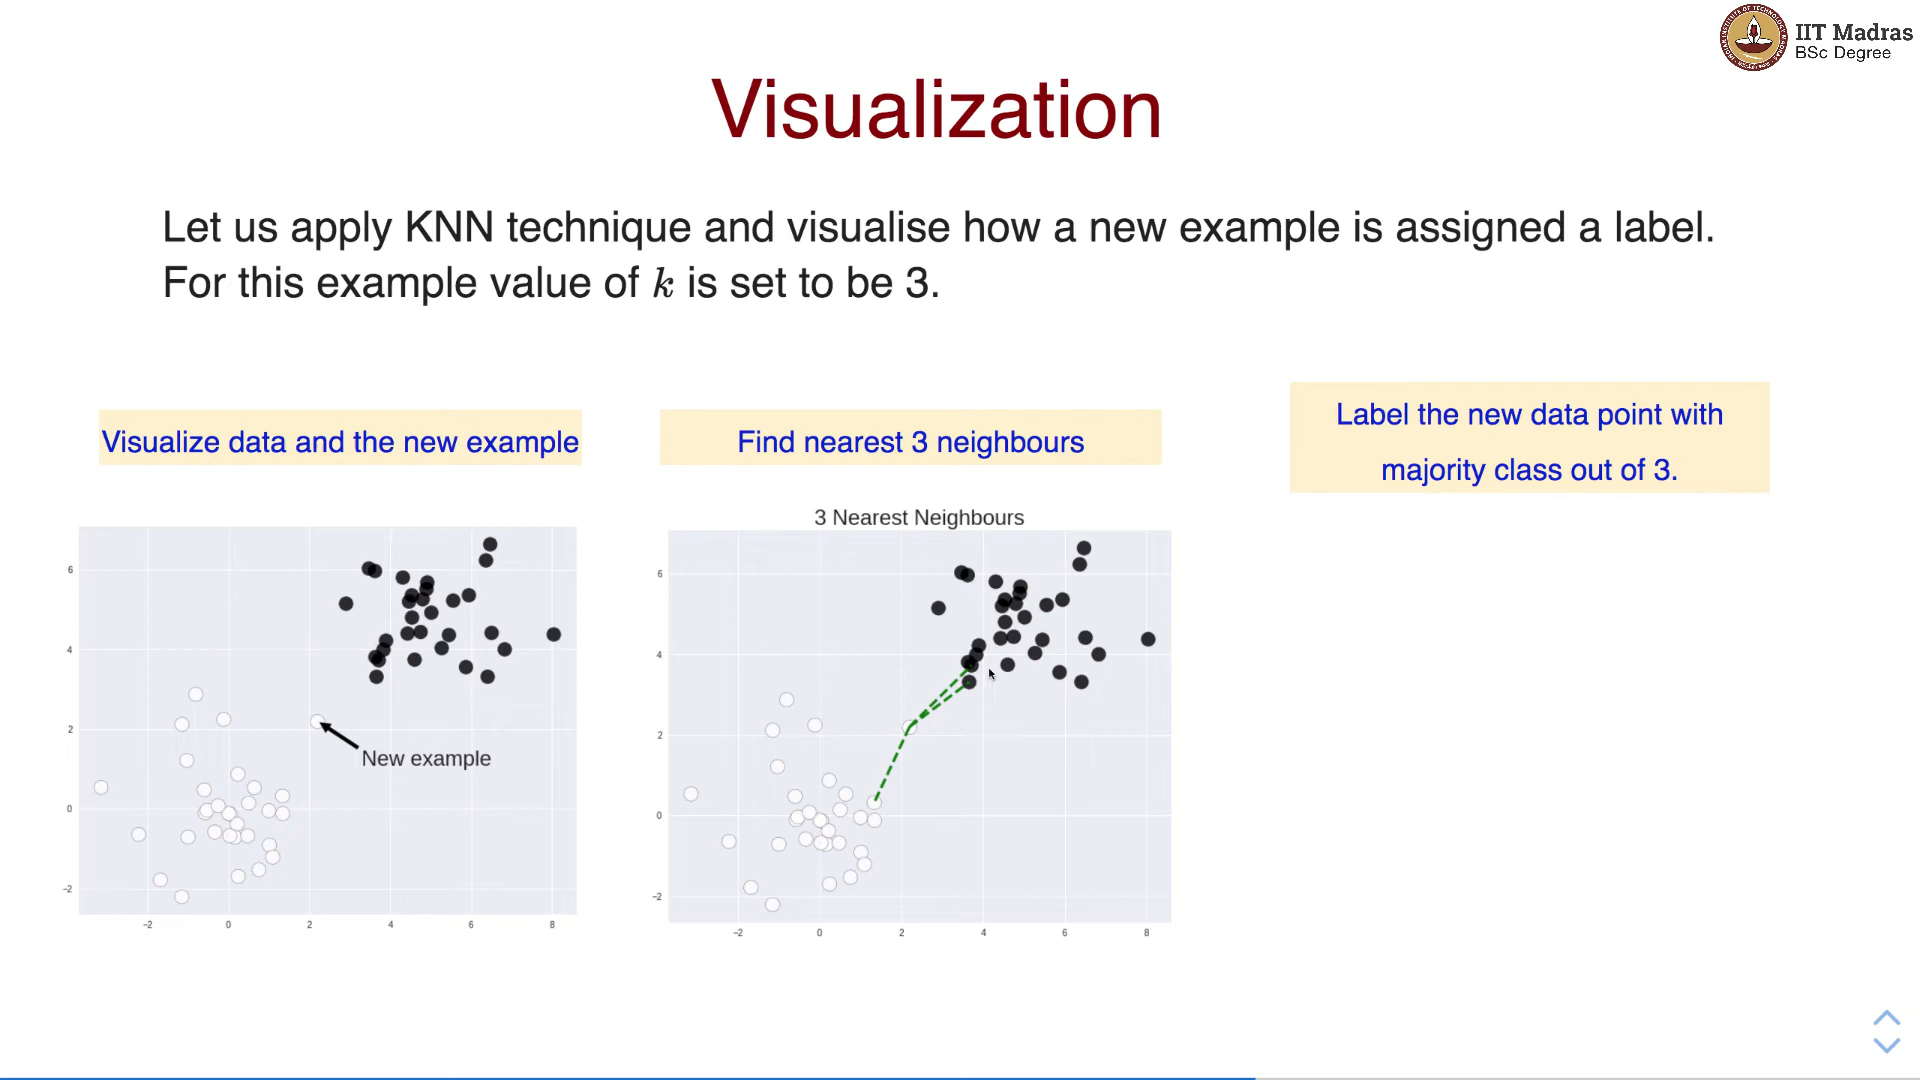 IIT Madras
BSc Degree
Visualization
Let us apply KNN technique and visualise how a new example is assigned a label.
For this example value of k is set to be 3.
Visualize data and the new example
Find nearest 3 neighbours
Label the new data point with
majority class out of 3.
6
4
2
0
−2
New example
−2 0 2 4 6 8
3 Nearest Neighbours
6
4
2
0
−2
−2 0 2 4 6 8